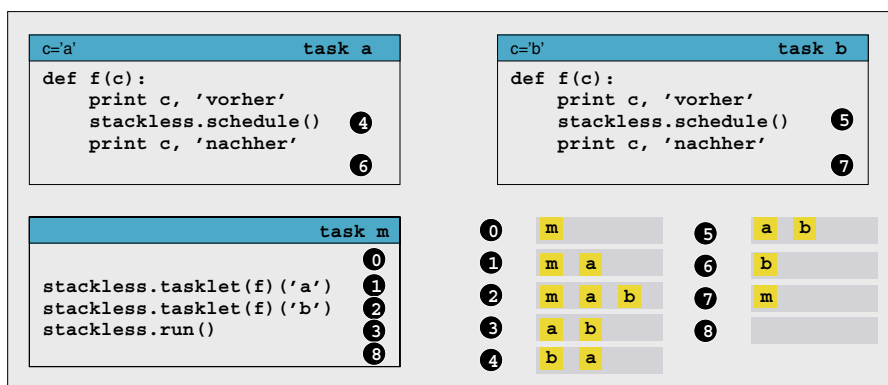 c='a' task a
def f(c):
print c, ’vorher’
stackless.schedule() 4
print c, ’nachher’
6
c='b' task b
def f(c):
print c, ’vorher’
stackless.schedule() 5
print c, ’nachher’
7
task m
0
stackless.tasklet(f)('a') 1
stackless.tasklet(f)('b') 2
stackless.run() 3
8
0 m
1 m a
2 m a b
3 a b
4 b a
5 a b
6 b
7 m
8